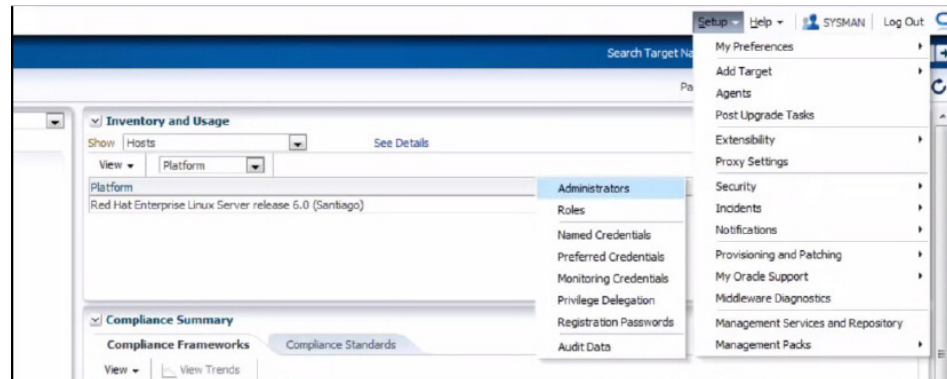 Setup Help SYSMAN Log Out
Search Target Na
Pa
Inventory and Usage
Show Hosts See Details
View Platform
Platform
Red Hat Enterprise Linux Server release 6.0 (Santiago)
Compliance Summary
Compliance Frameworks Compliance Standards
View View Trends
My Preferences
Add Target
Agents
Post Upgrade Tasks
Extensibility
Proxy Settings
Security
Incidents
Notifications
Provisioning and Patching
My Oracle Support
Middleware Diagnostics
Management Services and Repository
Management Packs
Administrators
Roles
Named Credentials
Preferred Credentials
Monitoring Credentials
Privilege Delegation
Registration Passwords
Audit Data